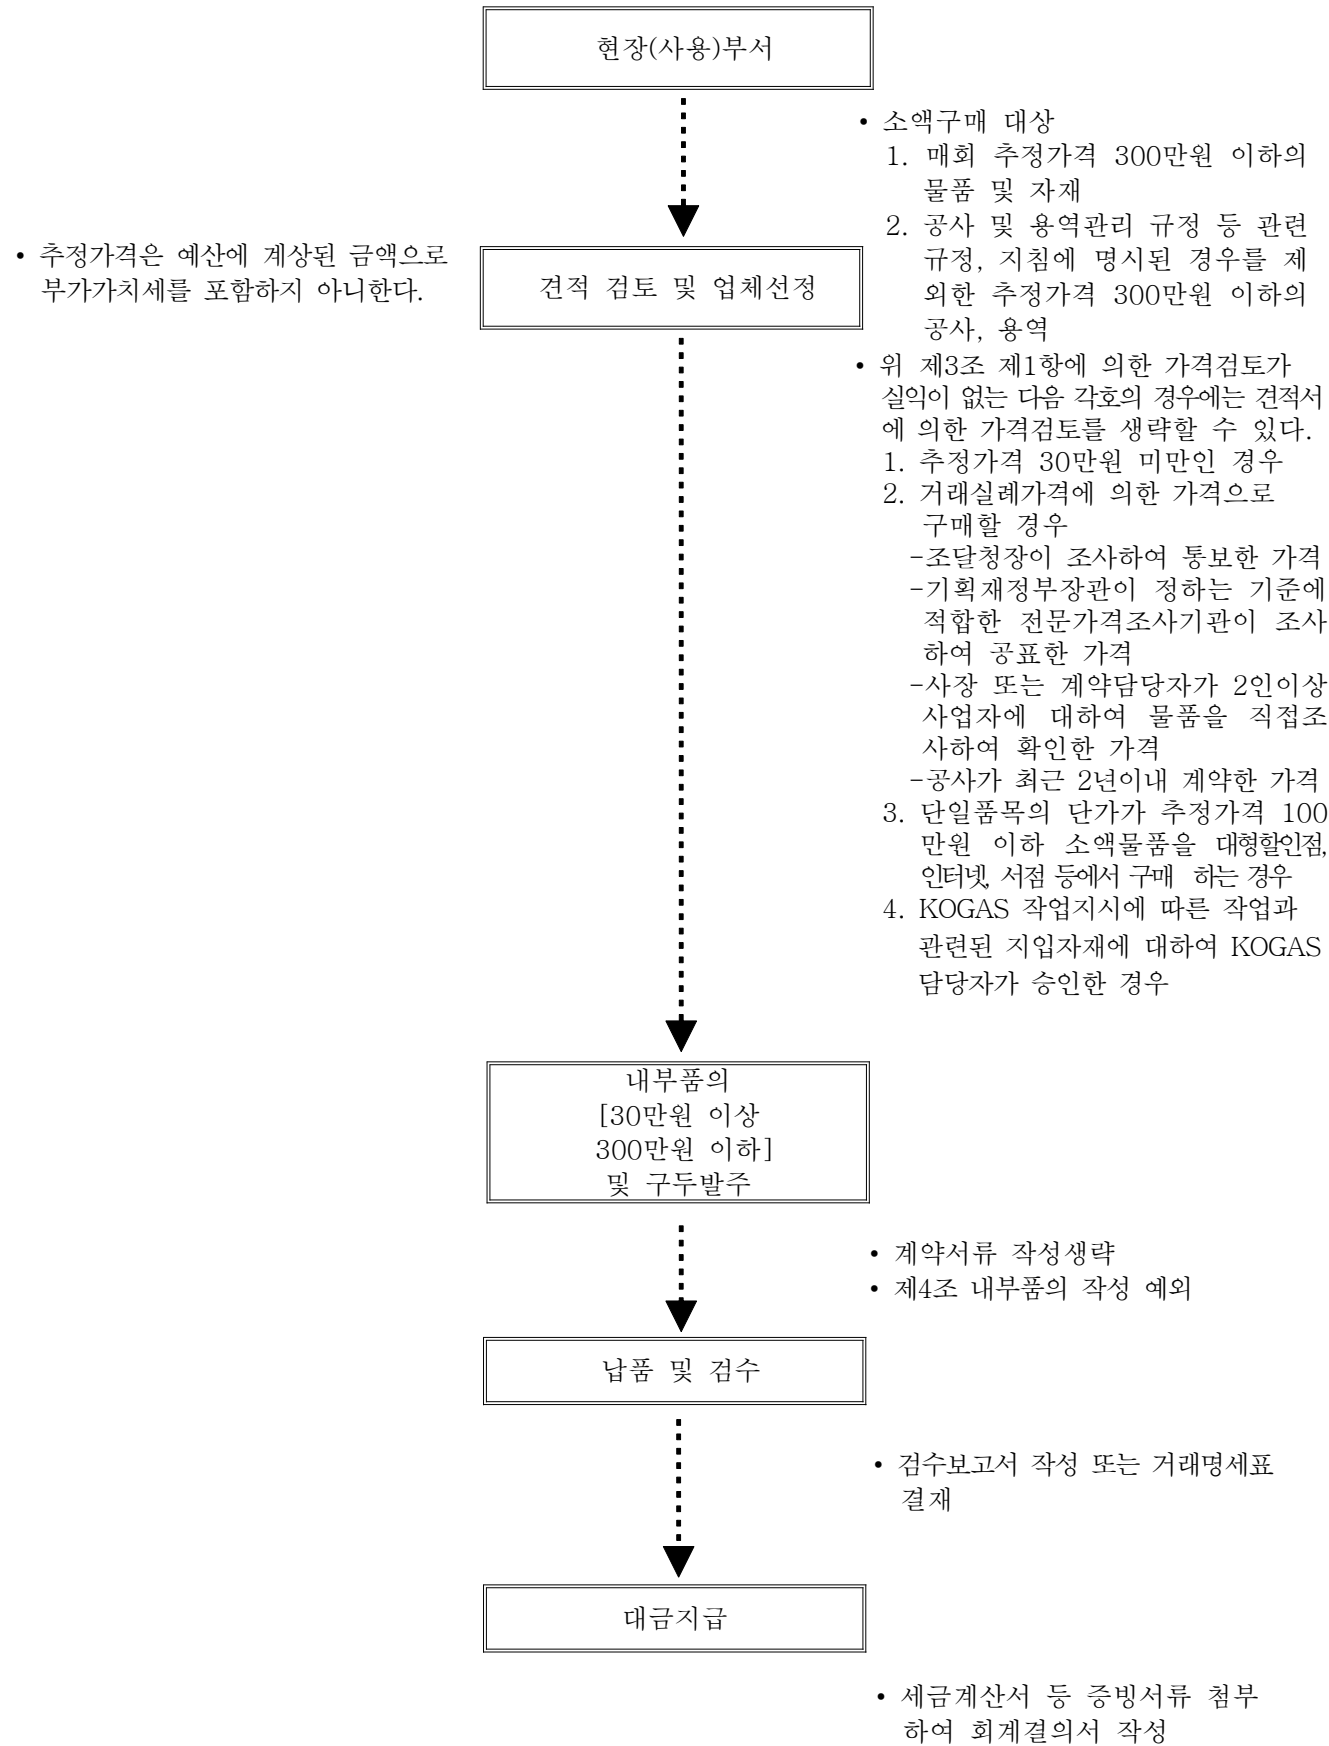 현장(사용)부서
• 소액구매 대상
1. 매회 추정가격 300만원 이하의
물품 및 자재
2. 공사 및 용역관리 규정 등 관련
규정, 지침에 명시된 경우를 제
외한 추정가격 300만원 이하의
공사, 용역
• 추정가격은 예산에 계상된 금액으로
부가가치세를 포함하지 아니한다.
견적 검토 및 업체선정
• 위 제3조 제1항에 의한 가격검토가
실익이 없는 다음 각호의 경우에는 견적서
에 의한 가격검토를 생략할 수 있다.
1. 추정가격 30만원 미만인 경우
2. 거래실례가격에 의한 가격으로
구매할 경우
-조달청장이 조사하여 통보한 가격
-기획재정부장관이 정하는 기준에
적합한 전문가격조사기관이 조사
하여 공표한 가격
-사장 또는 계약담당자가 2인이상
사업자에 대하여 물품을 직접조
사하여 확인한 가격
-공사가 최근 2년이내 계약한 가격
3. 단일품목의 단가가 추정가격 100
만원 이하 소액물품을 대형할인점,
인터넷, 서점 등에서 구매 하는 경우
4. KOGAS 작업지시에 따른 작업과
관련된 지입자재에 대하여 KOGAS
담당자가 승인한 경우
내부품의
[30만원 이상
300만원 이하]
및 구두발주
• 계약서류 작성생략
• 제4조 내부품의 작성 예외
납품 및 검수
• 검수보고서 작성 또는 거래명세표
결재
대금지급
• 세금계산서 등 증빙서류 첨부
하여 회계결의서 작성